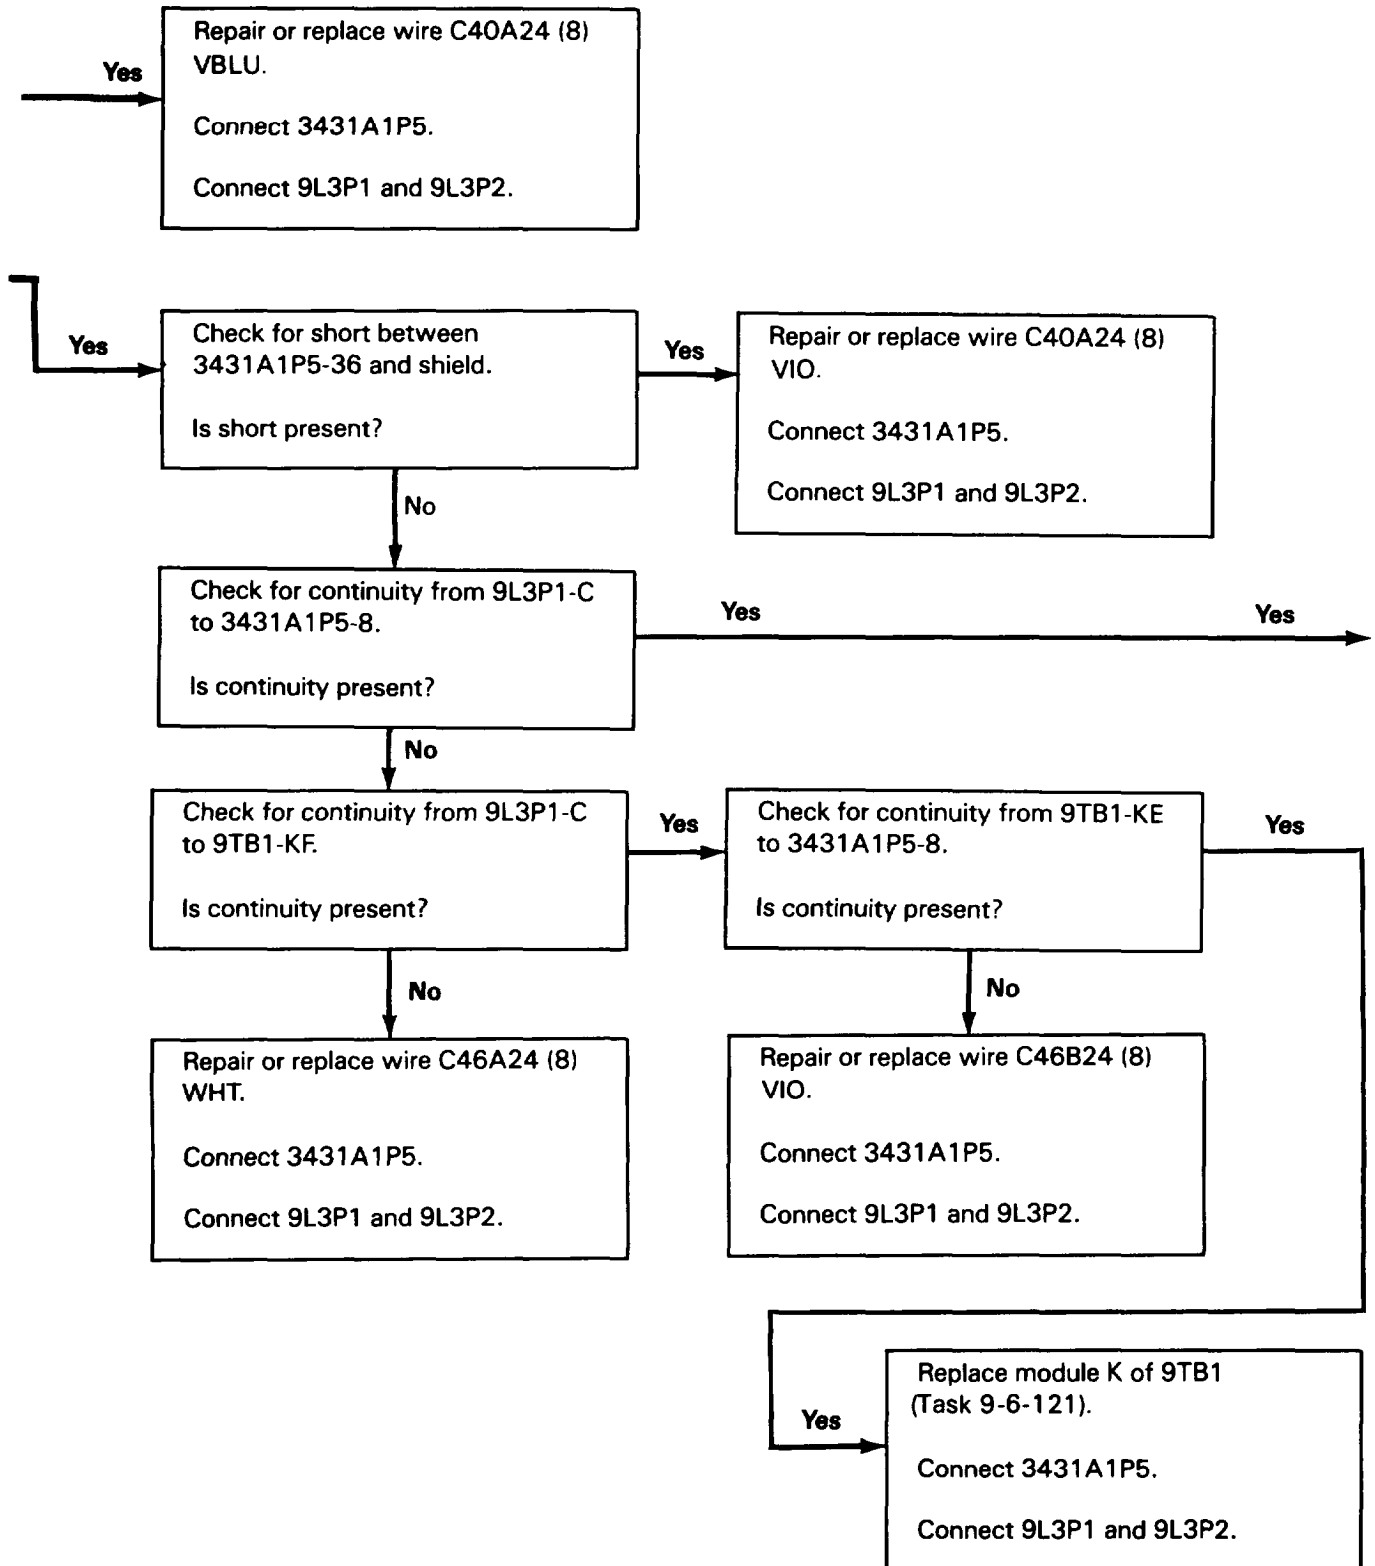 Yes
Repair or replace wire C40A24 (8)
VBLU.
Connect 3431A1P5.
Connect 9L3P1 and 9L3P2.
Yes
Check for short between
3431A1P5-36 and shield.
Is short present?
Yes
Repair or replace wire C40A24 (8)
VIO.
Connect 3431A1P5.
Connect 9L3P1 and 9L3P2.
No
Check for continuity from 9L3P1-C
to 3431A1P5-8.
Is continuity present?
Yes
Yes
No
Check for continuity from 9L3P1-C
to 9TB1-KF.
Is continuity present?
Yes
Check for continuity from 9TB1-KE
to 3431A1P5-8.
Is continuity present?
Yes
No
Repair or replace wire C46A24 (8)
WHT.
Connect 3431A1P5.
Connect 9L3P1 and 9L3P2.
No
Repair or replace wire C46B24 (8)
VIO.
Connect 3431A1P5.
Connect 9L3P1 and 9L3P2.
Yes
Replace module K of 9TB1
(Task 9-6-121).
Connect 3431A1P5.
Connect 9L3P1 and 9L3P2.